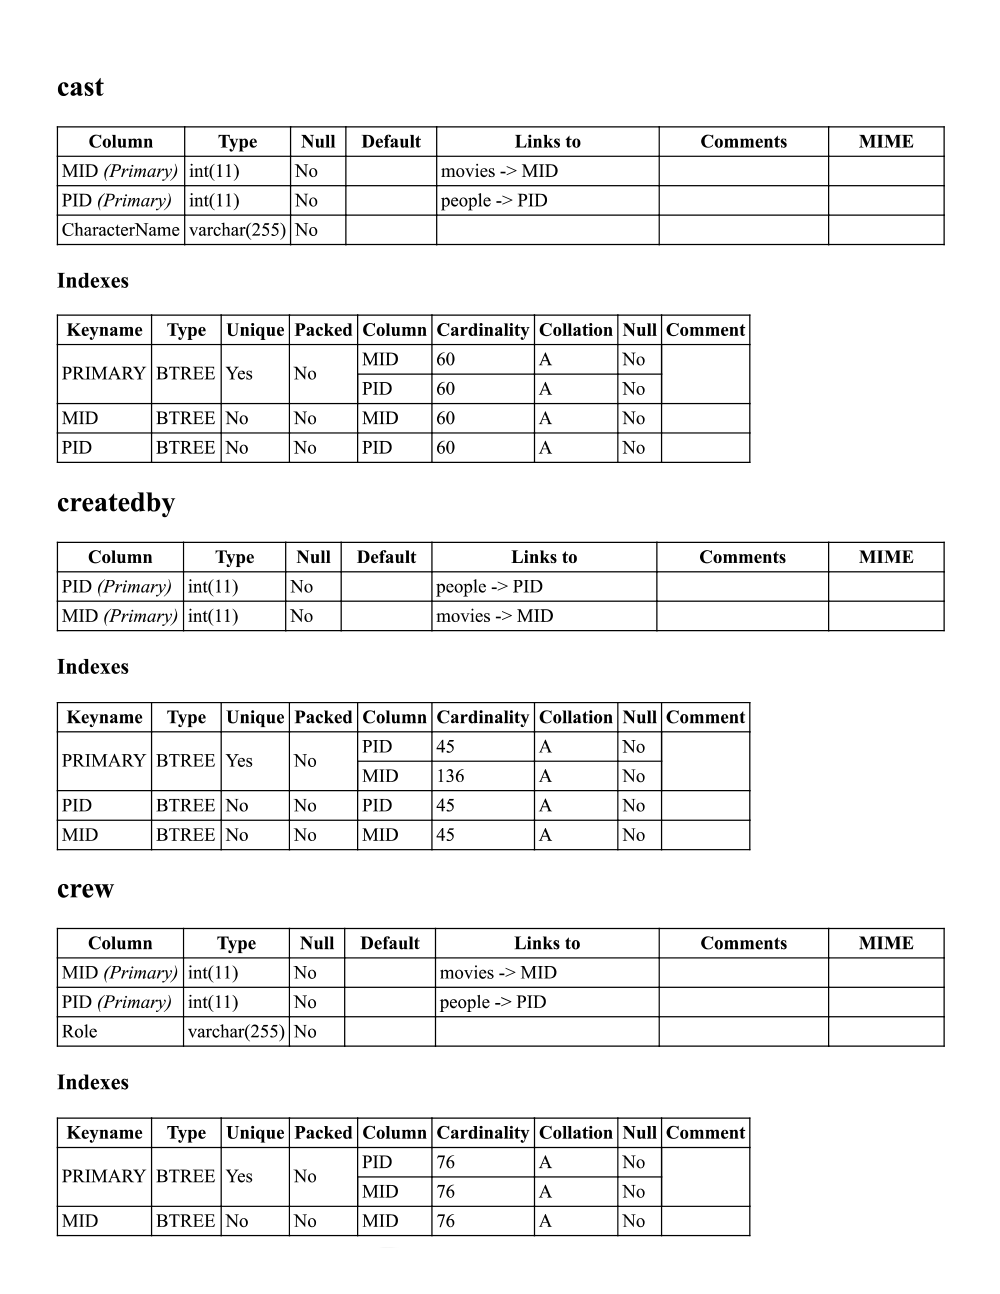 cast
Column Type Null Default Links to Comments MIME
MID (Primary) int(11) No movies -> MID
PID (Primary) int(11) No people -> PID
CharacterName varchar(255) No
Indexes
Keyname Type Unique Packed Column Cardinality Collation Null Comment
PRIMARY BTREE Yes No MID 60 A No
PID 60 A No
MID BTREE No No MID 60 A No
PID BTREE No No PID 60 A No
createdby
Column Type Null Default Links to Comments MIME
PID (Primary) int(11) No people -> PID
MID (Primary) int(11) No movies -> MID
Indexes
Keyname Type Unique Packed Column Cardinality Collation Null Comment
PRIMARY BTREE Yes No PID 45 A No
MID 136 A No
PID BTREE No No PID 45 A No
MID BTREE No No MID 45 A No
crew
Column Type Null Default Links to Comments MIME
MID (Primary) int(11) No movies -> MID
PID (Primary) int(11) No people -> PID
Role varchar(255) No
Indexes
Keyname Type Unique Packed Column Cardinality Collation Null Comment
PRIMARY BTREE Yes No PID 76 A No
MID 76 A No
MID BTREE No No MID 76 A No